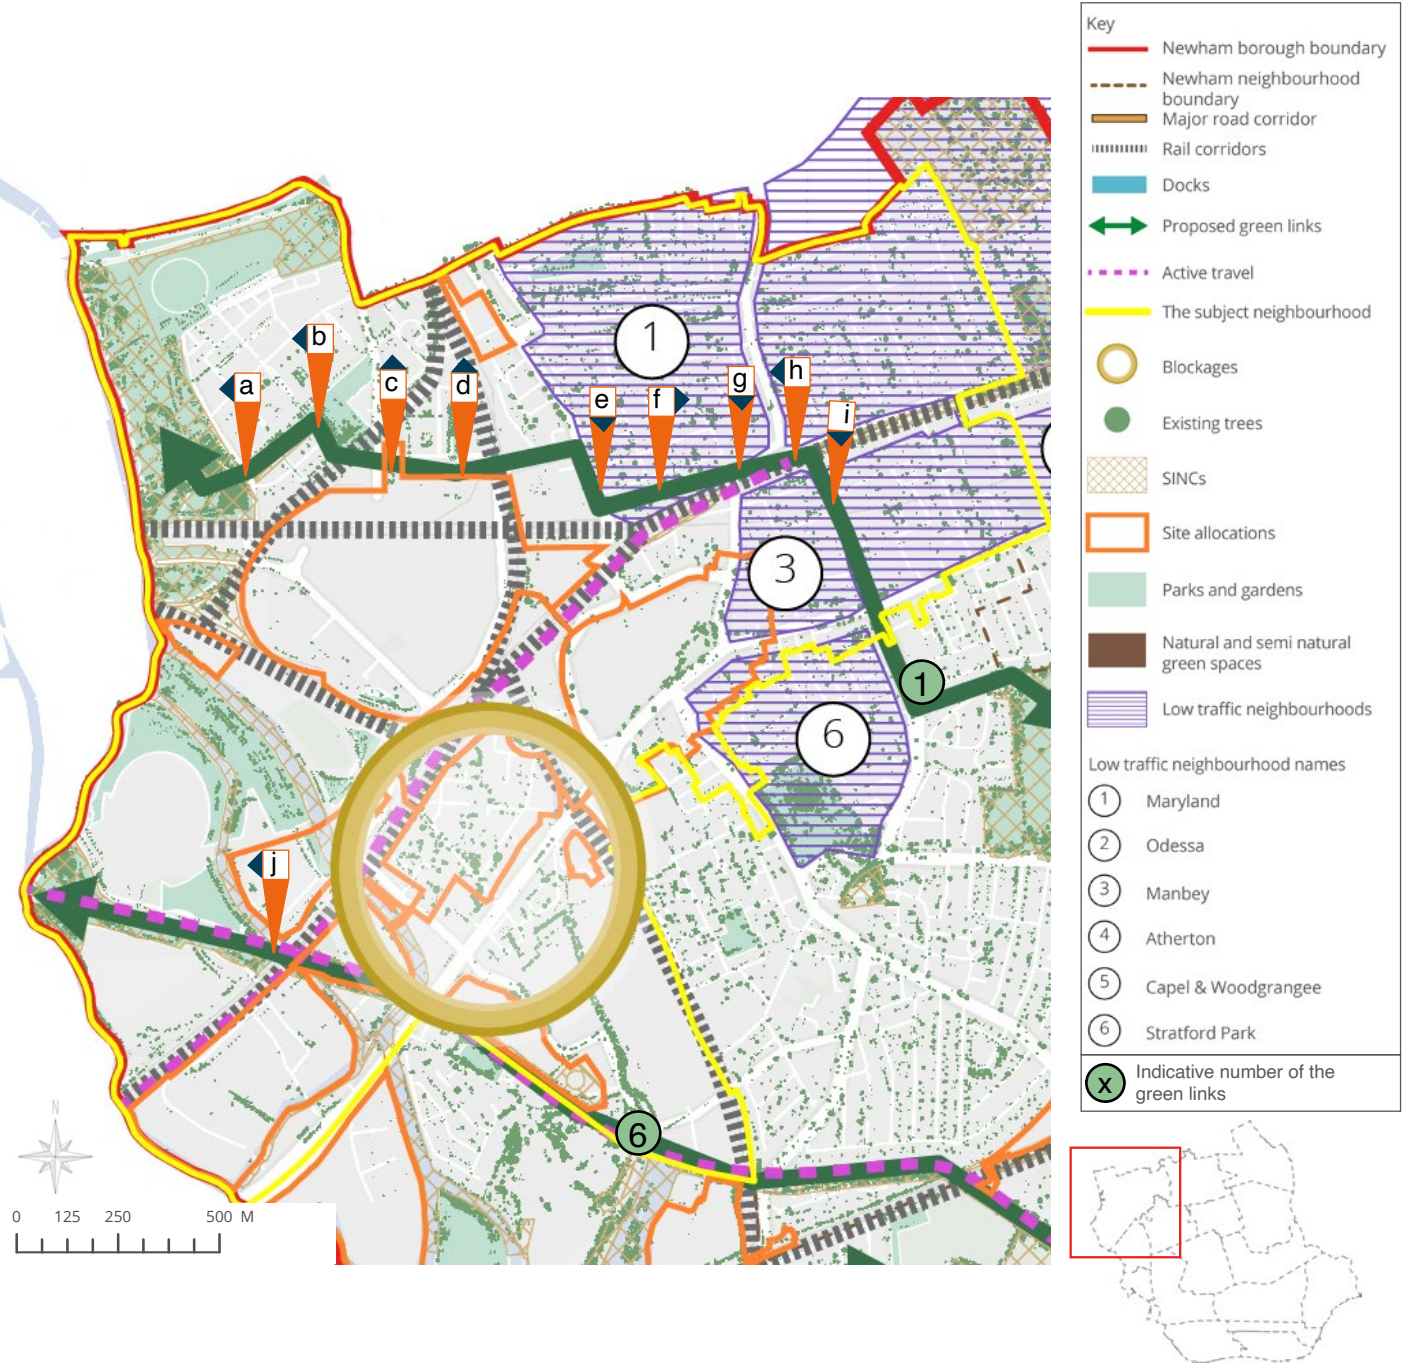 Key
Newham borough boundary
Newham neighbourhood
boundary
Major road corridor
Rail corridors
Docks
Proposed green links
Active travel
The subject neighbourhood
Blockages
Existing trees
SINCs
Site allocations
Parks and gardens
Natural and semi natural
green spaces
Low traffic neighbourhoods
Low traffic neighbourhood names
1 Maryland
2 Odessa
3 Manbey
4 Atherton
5 Capel & Woodgrangee
6 Stratford Park
x Indicative number of the
green links
1
b
h
a
c
d
e
f
g
i
3
1
6
j
6
N
0 125 250 500 M